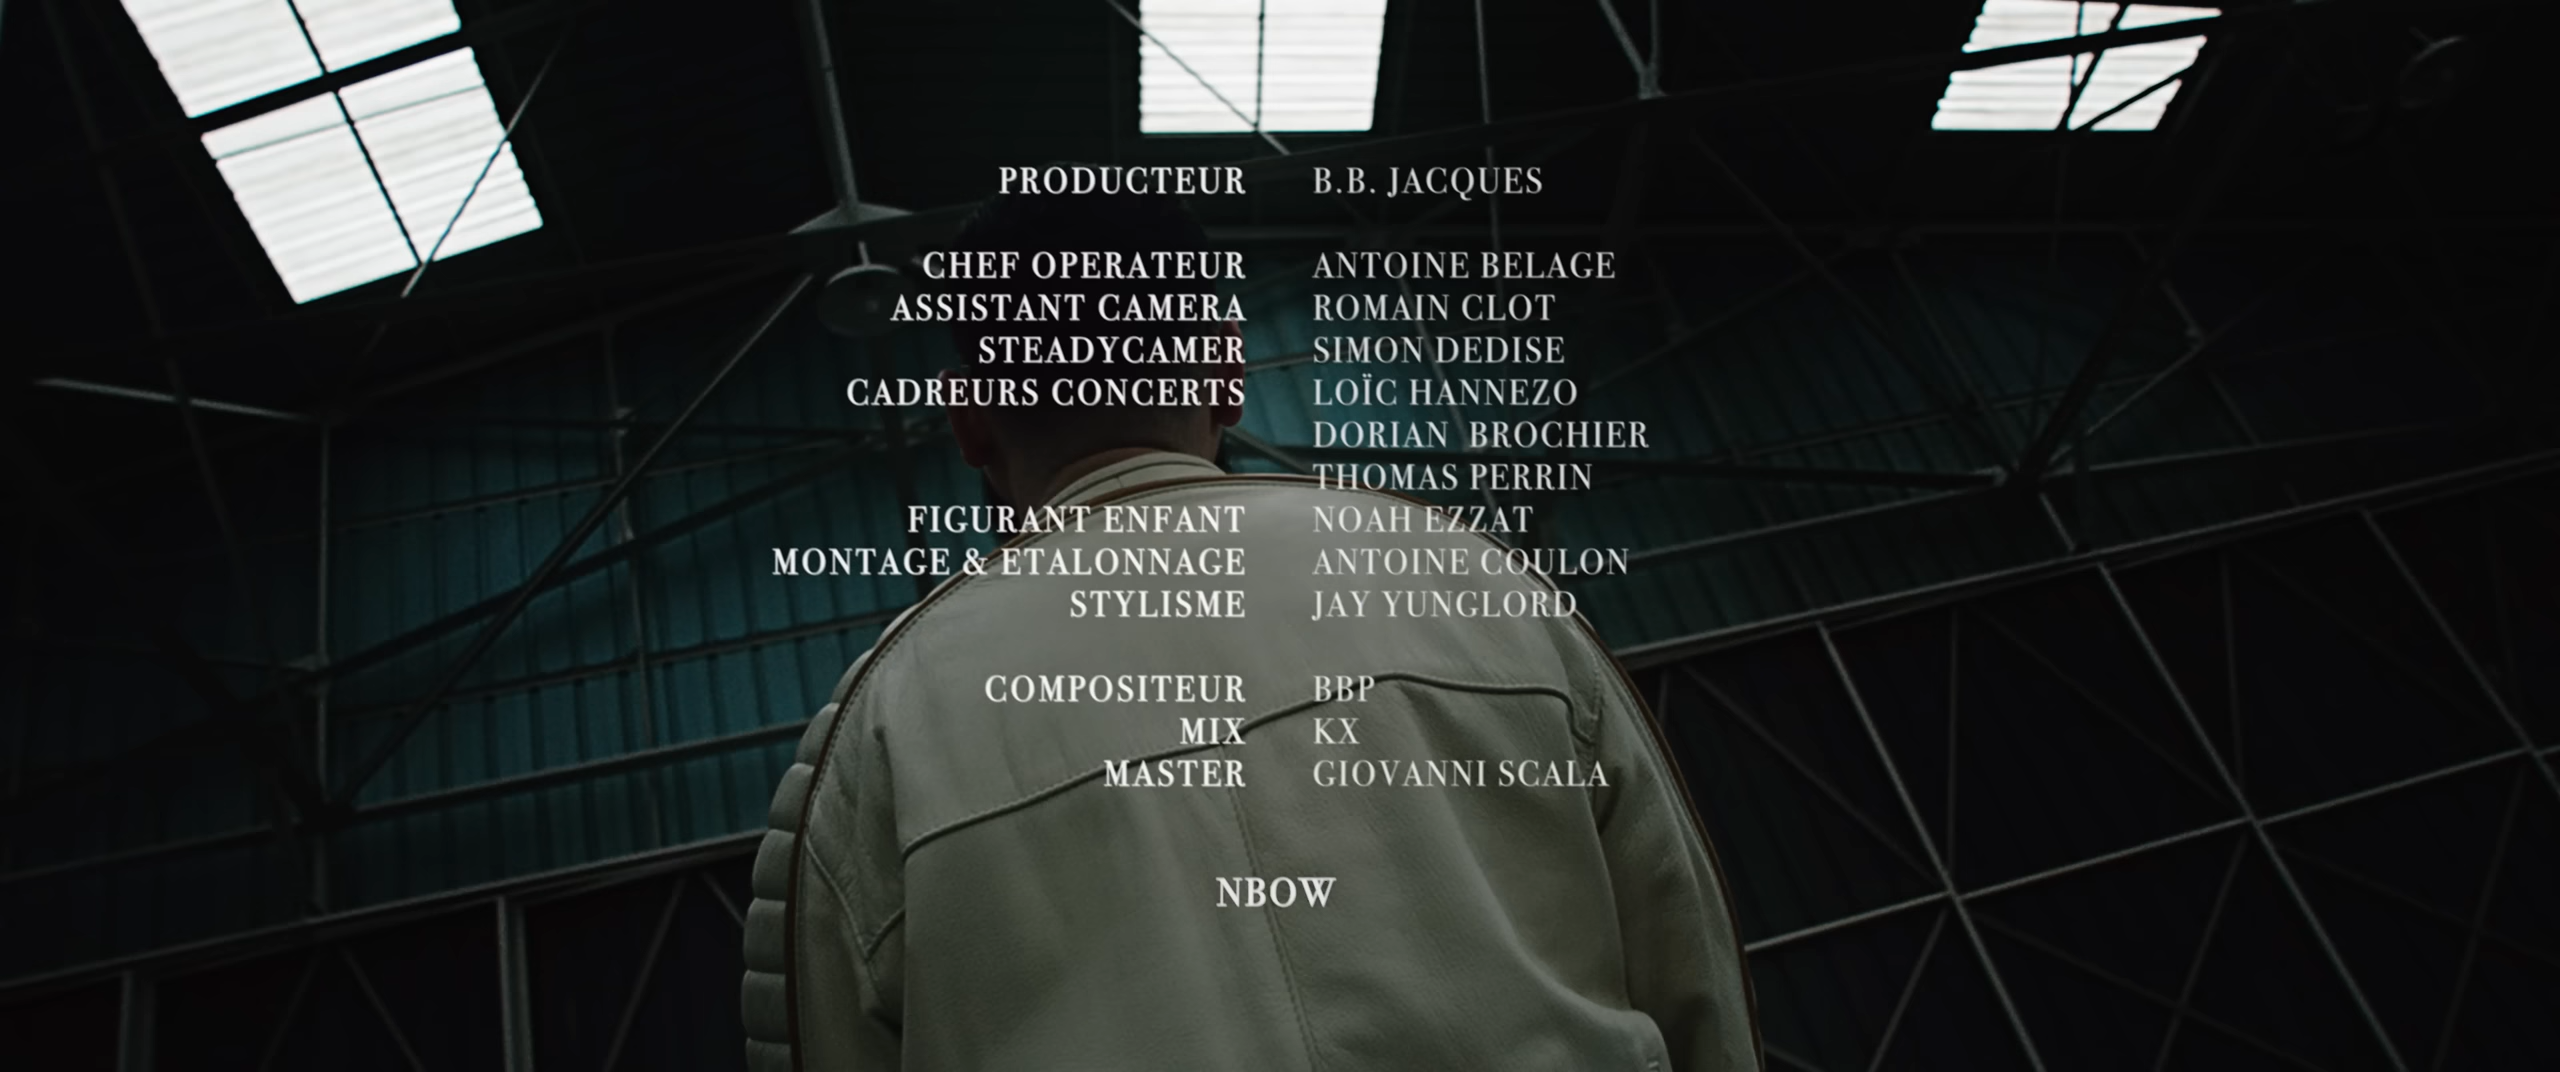 PRODUCTEUR B.B. JACQUES
CHEF OPERATEUR ANTOINE BELAGE
ASSISTANT CAMERA ROMAIN CLOT
STEADYCAMER SIMON DEDISE
CADREURS CONCERTS LOÏC HANNEZO
DORIAN BROCHIER
THOMAS PERRIN
FIGURANT ENFANT NOAH EZZAT
MONTAGE & ETALONNAGE ANTOINE COULON
STYLISME JAY YUNGLORD
COMPOSITEUR BBP
MIX KX
MASTER GIOVANNI SCALA
NBOW